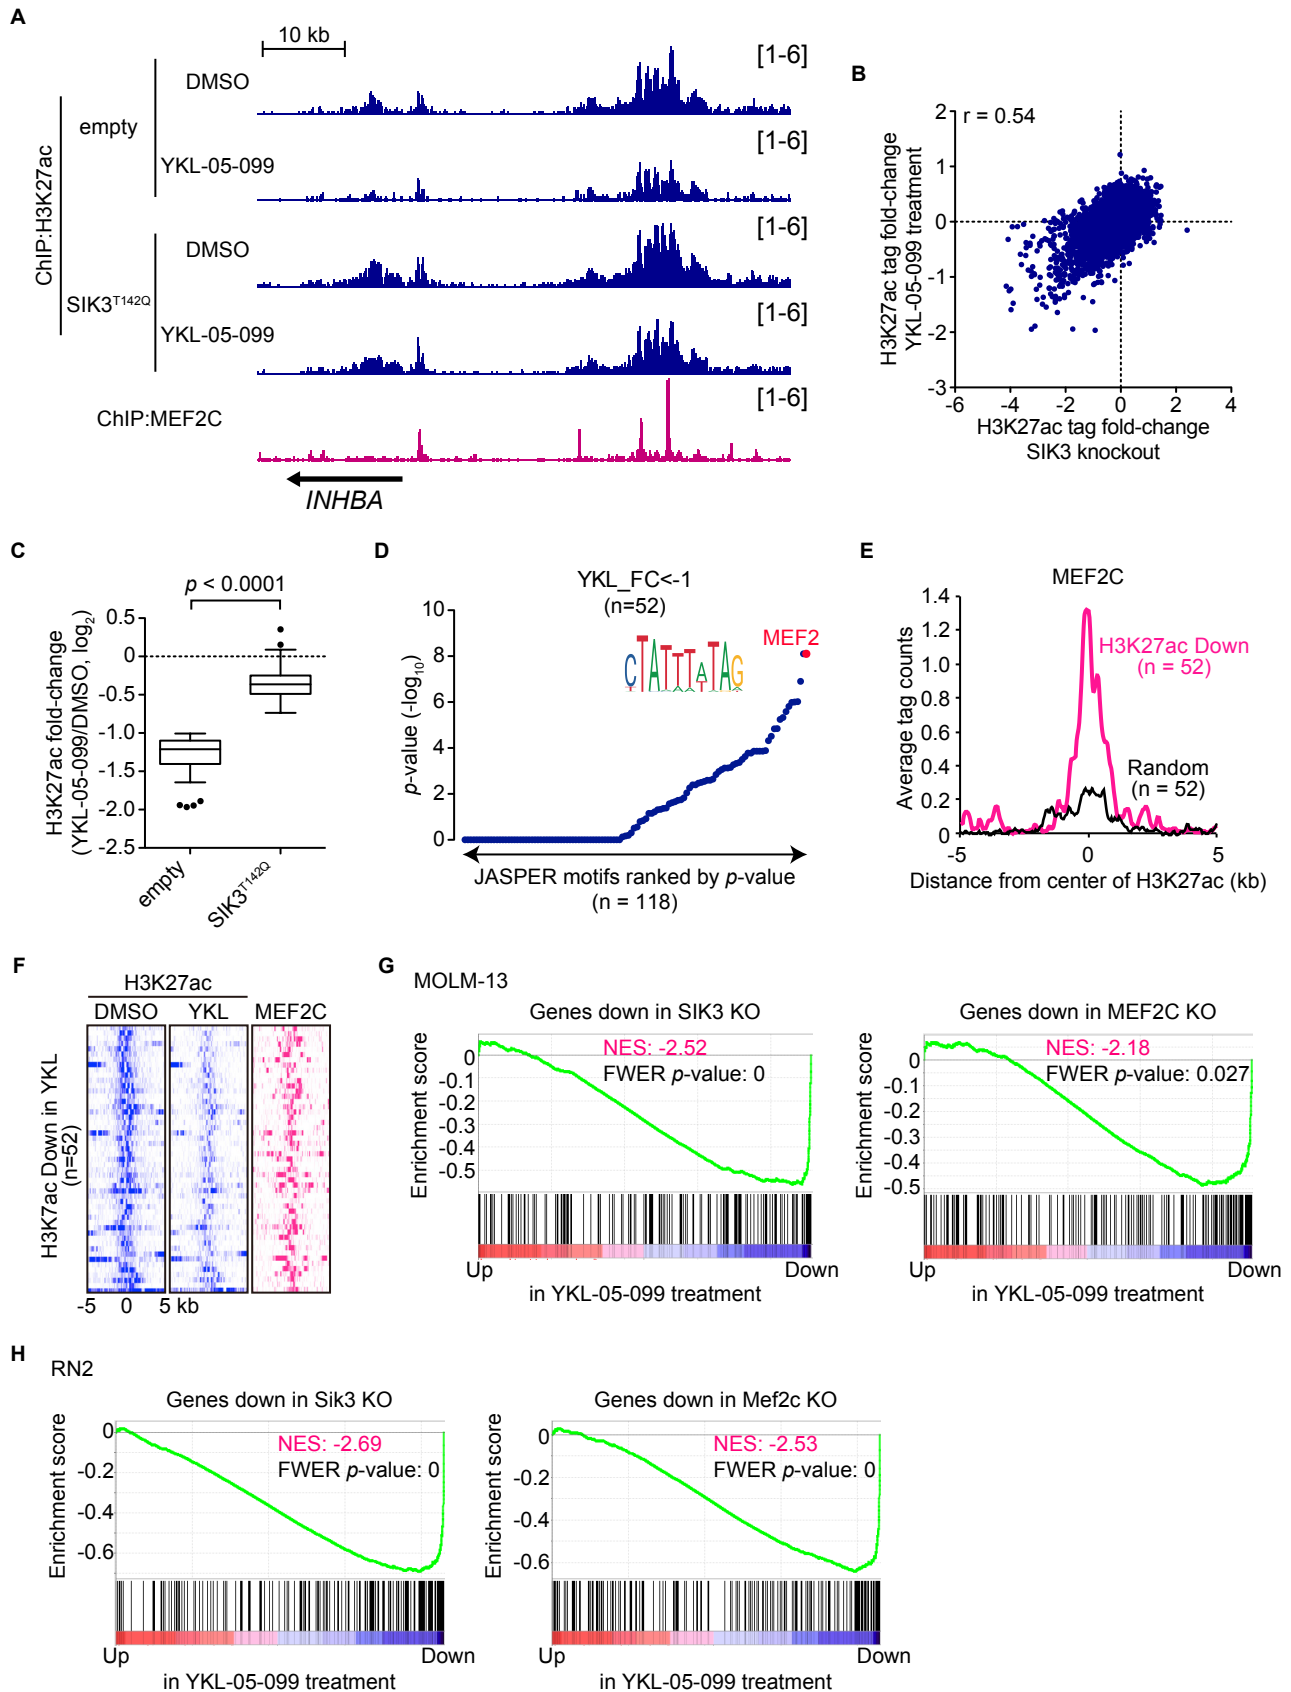 A
10 kb
ChIP:H3K27ac
empty
DMSO
[1-6]
YKL-05-099
[1-6]
SIK3T142Q
DMSO
[1-6]
YKL-05-099
[1-6]
ChIP:MEF2C
[1-6]
INHBA
B
r = 0.54
H3K27ac tag fold-change
YKL-05-099 treatment
2
1
0
-1
-2
-3
-6 -4 -2 0 2 4
H3K27ac tag fold-change
SIK3 knockout
C
p < 0.0001
H3K27ac fold-change
(YKL-05-099/DMSO, log2)
0.5
0
-0.5
-1.0
-1.5
-2.0
-2.5
empty
SIK3T142Q
D
YKL_FC<-1
(n=52)
MEF2
CTATTTATAG
p-value (-log10)
10
8
6
4
2
0
JASPER motifs ranked by p-value
(n = 118)
E
MEF2C
H3K27ac Down
(n = 52)
Random
(n = 52)
Average tag counts
1.4
1.2
1.0
0.8
0.6
0.4
0.2
0
-5 0 5
Distance from center of H3K27ac (kb)
F
H3K27ac
DMSO YKL MEF2C
H3K7ac Down in YKL
(n=52)
-5 0 5 kb
G
MOLM-13
Genes down in SIK3 KO
NES: -2.52
FWER p-value: 0
Enrichment score
0
-0.1
-0.2
-0.3
-0.4
-0.5
Up Down
in YKL-05-099 treatment
Genes down in MEF2C KO
NES: -2.18
FWER p-value: 0.027
Enrichment score
0
-0.1
-0.2
-0.3
-0.4
-0.5
Up Down
in YKL-05-099 treatment
H
RN2
Genes down in Sik3 KO
NES: -2.69
FWER p-value: 0
Enrichment score
0
-0.2
-0.4
-0.6
Up Down
in YKL-05-099 treatment
Genes down in Mef2c KO
NES: -2.53
FWER p-value: 0
Enrichment score
0
-0.2
-0.4
-0.6
Up Down
in YKL-05-099 treatment